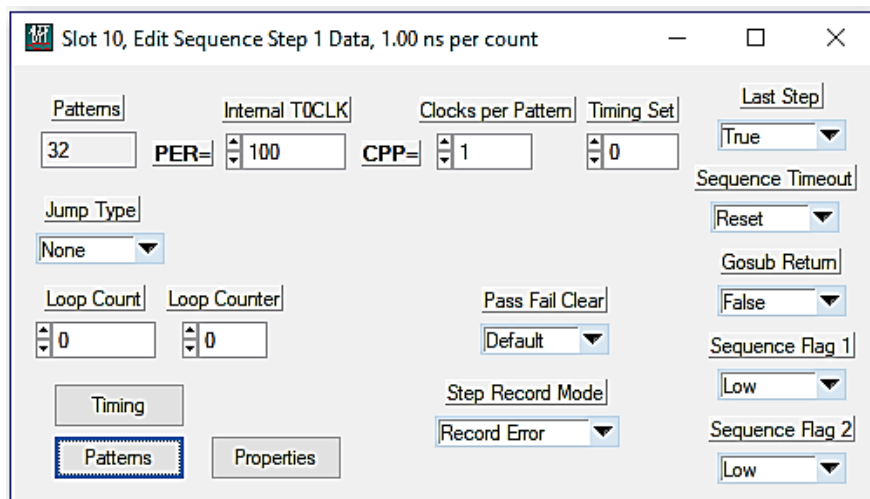 Slot 10, Edit Sequence Step 1 Data, 1.00 ns per count
Patterns Internal T0CLK Clocks per Pattern Timing Set Last Step
32 PER= 100 CPP= 1 0 True
Sequence Timeout
Jump Type Reset
None Gosub Return
Loop Count Loop Counter Pass Fail Clear False
0 0 Default Sequence Flag 1
Timing Step Record Mode Low
Patterns Properties Record Error Sequence Flag 2
Low